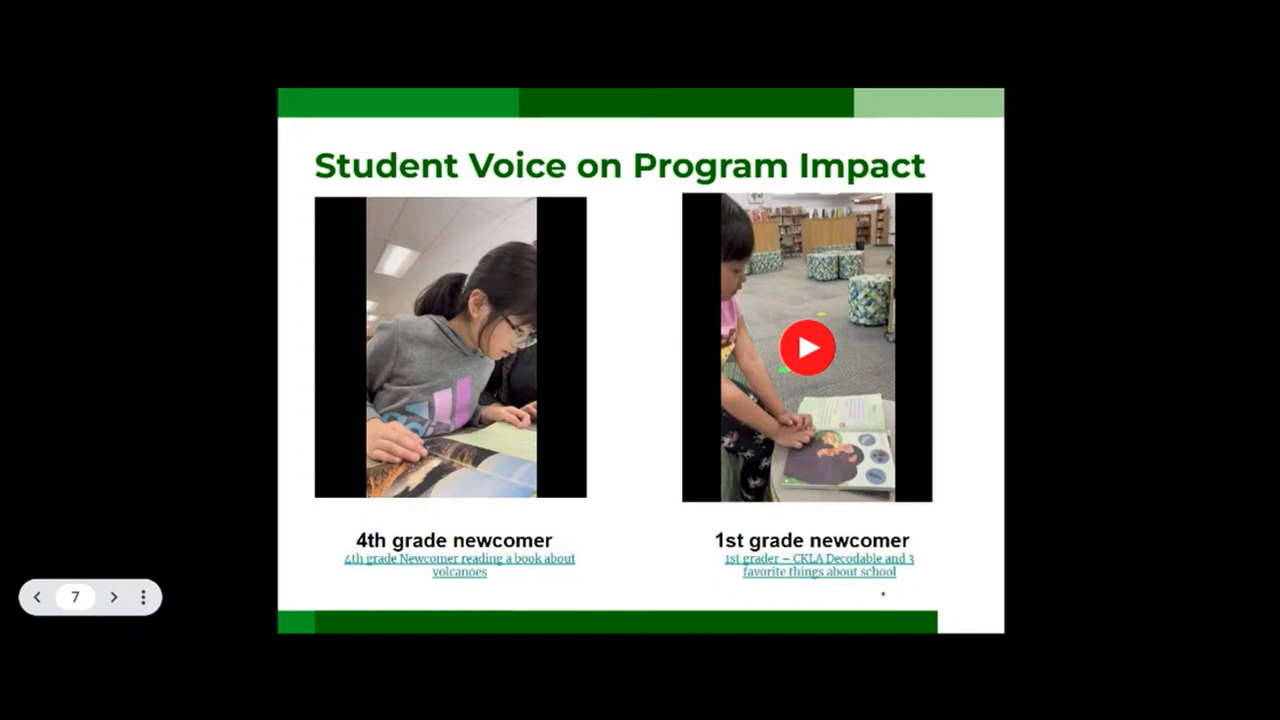 Student Voice on Program Impact
4th grade newcomer
4th grade Newcomer reading a book about
volcanoes
1st grade newcomer
1st grader – CKLA Decodable and 3
favorite things about school
7